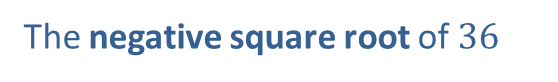 The negative square root of 36